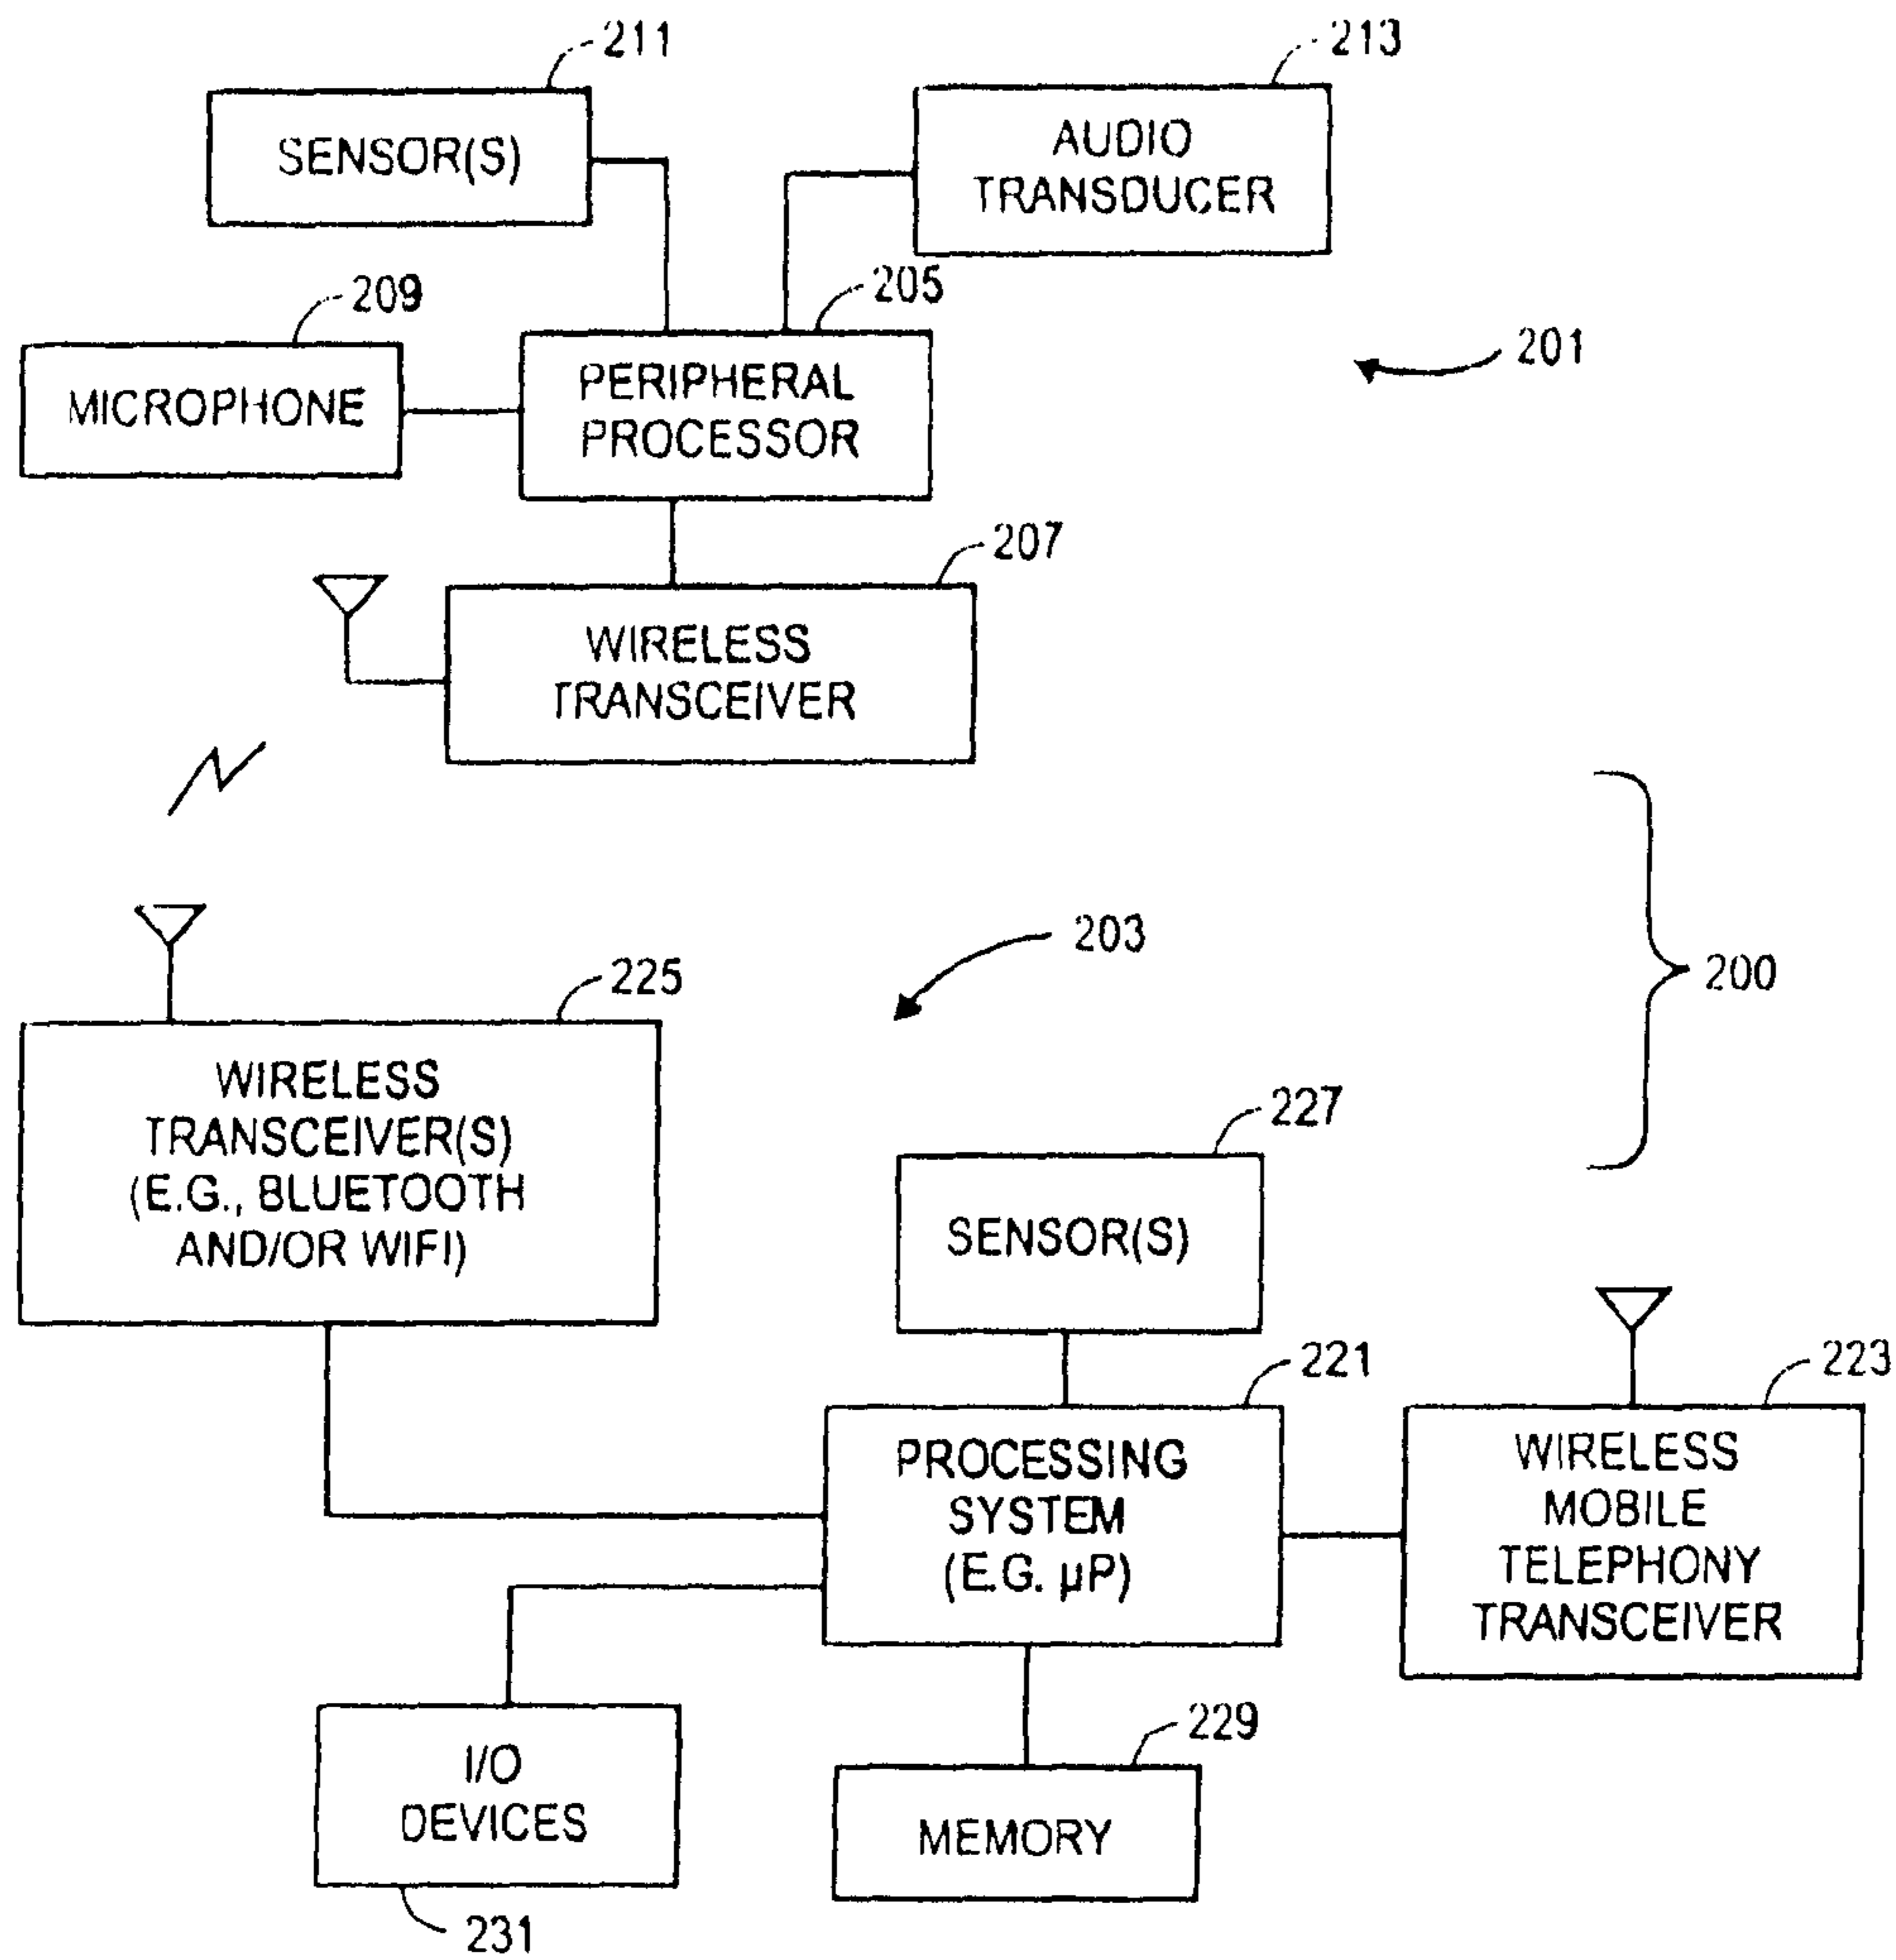 211
213
SENSOR(S)
AUDIO
TRANSDUCER
209
205
201
MICROPHONE
PERIPHERAL
PROCESSOR
207
WIRELESS
TRANSCEIVER
203
200
225
WIRELESS
TRANSCEIVER(S)
(E.G., BLUETOOTH
AND/OR WIFI)
227
SENSOR(S)
221
223
PROCESSING
SYSTEM
(E.G. µP)
WIRELESS
MOBILE
TELEPHONY
TRANSCEIVER
229
I/O
DEVICES
MEMORY
231